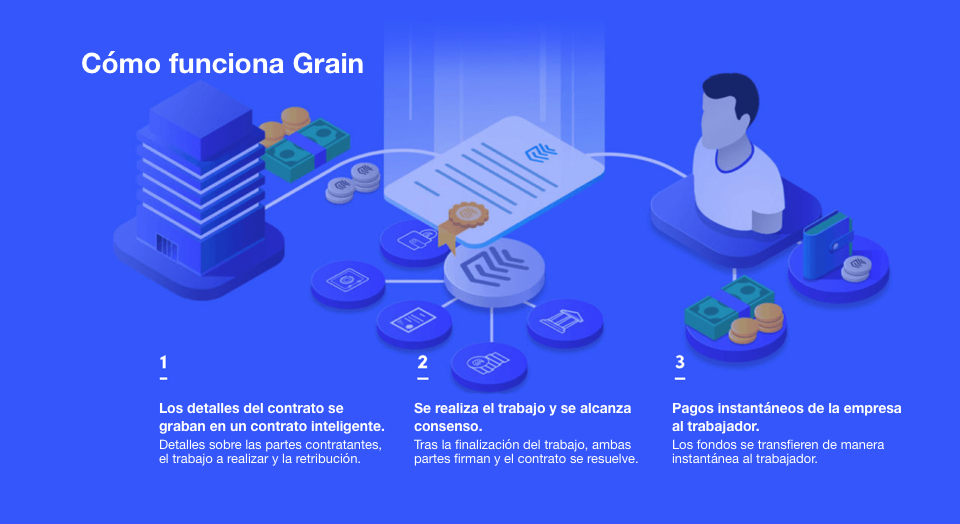 Cómo funciona Grain
1
Los detalles del contrato se
graban en un contrato inteligente.
Detalles sobre las partes contratantes,
el trabajo a realizar y la retribución.
2
Se realiza el trabajo y se alcanza
consenso.
Tras la finalización del trabajo, ambas
partes firman y el contrato se resuelve.
3
Pagos instantáneos de la empresa
al trabajador.
Los fondos se transfieren de manera
instantánea al trabajador.